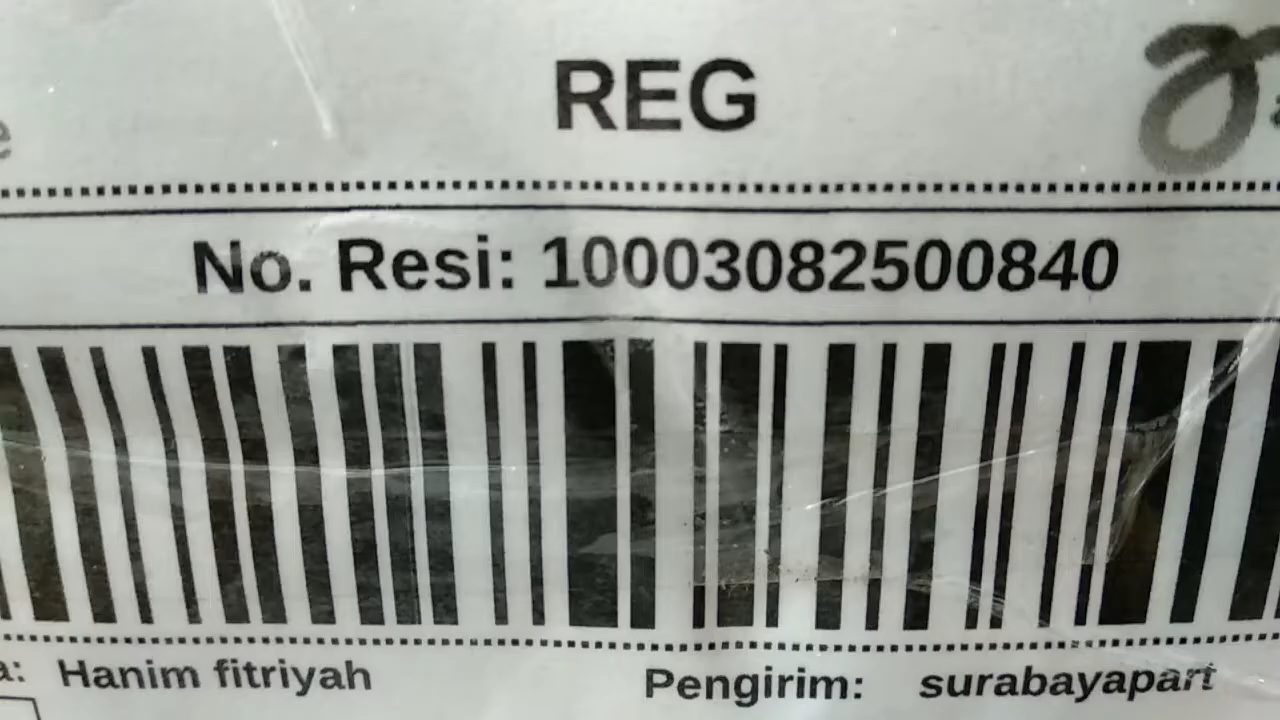 REG
No. Resi: 10003082500840
Hanim fitriyah
Pengirim: surabayapart